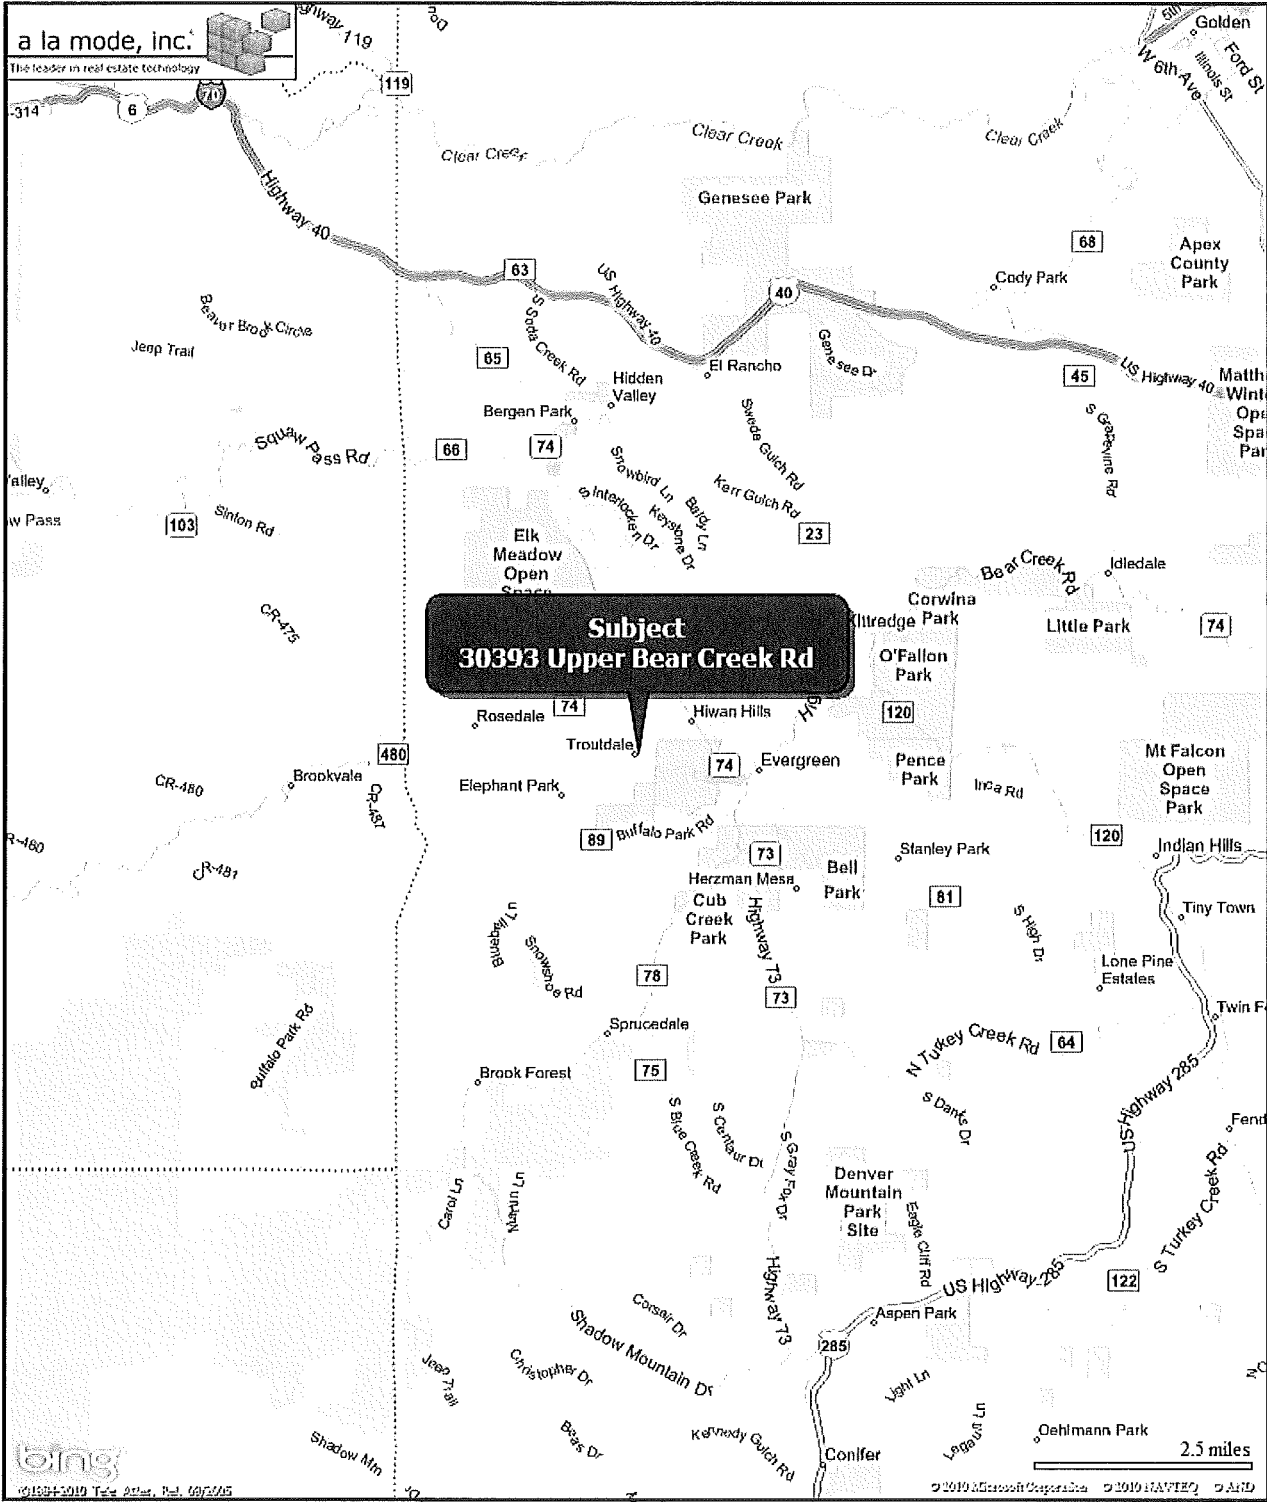 a la mode, inc.
The leader in real estate technology
Highway 119
119
5th
Golden
Ford St
Illinois St
W 6th Ave
-314
6
70
Clear Creek
Clear Creek
Clear Creek
Genesee Park
Highway 40
68
Apex
County
Park
63
US Highway 40
40
Cody Park
Beaver Brook Circle
Jeep Trail
S Soda Creek Rd
65
El Rancho
Genesee Dr
45
US Highway 40
Hidden
Valley
Bergen Park
Swede Gulch Rd
S Grapevine Rd
Squaw Pass Rd
66
74
Snowbird Ln
Kerr Gulch Rd
S Interlocken Dr
Keystone Dr
Baldy Ln
23
103
Sinton Rd
w Pass
Elk
Meadow
Open
Space
Bear Creek Rd
Idledale
Corwina
Park
Kittredge
Little Park
74
CR-475
Subject
30393 Upper Bear Creek Rd
O'Fallon
Park
120
Rosedale
74
Hiwan Hills
Troutdale
480
74
Evergreen
Pence
Park
Mt Falcon
Open
Space
Park
CR-480
Brookvale
CR-487
Elephant Park
Inca Rd
89
Buffalo Park Rd
73
Stanley Park
120
Indian Hills
R-481
Herzman Mesa
Bell
Park
81
Cub
Creek
Park
Highway 73
S High Dr
Tiny Town
Bluebell Ln
Snowshoe Rd
78
73
Lone Pine
Estales
Buffalo Park Rd
Sprucedale
N Turkey Creek Rd
64
Brook Forest
75
US Highway 285
S Danks Dr
S Blue Creek Rd
S Centaur Dr
S Gray Fox Dr
Denver
Mountain
Park
Site
Eagle Cliff Rd
S Turkey Creek Rd
Carol Ln
US Highway 285
122
Corsair Dr
Highway 73
Aspen Park
Shadow Mountain Dr
285
Jeep Trail
Christopher Dr
Light Ln
Shadow Mtn
Beas Dr
Kennedy Gulch Rd
Conifer
Oehlmann Park
2.5 miles
bing
© 2010 Microsoft Corporation © 2010 NAVTEQ © AND